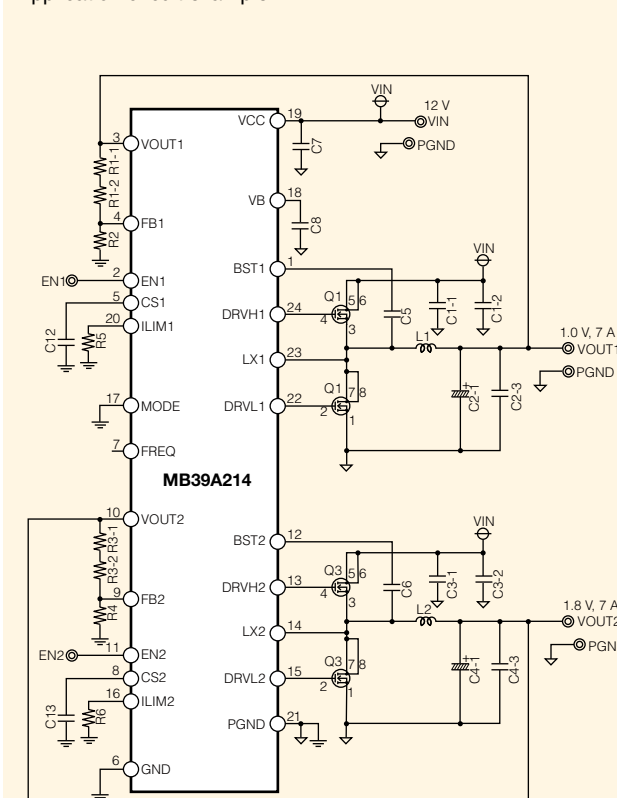 VIN
12 V
VCC
19
VIN
PGND
3
VOUT1
C7
R1-1
R1-2
18
VB
4
FB1
C8
R2
VIN
1
BST1
2
EN1
EN1
5
CS1
Q1
5
6
C1-1
C1-2
24
DRVH1
4
C5
20
ILIM1
3
L1
1.0 V, 7 A
C12
R5
VOUT1
23
LX1
PGND
Q1
7
8
+
C2-1
C2-3
17
MODE
22
DRVL1
2
1
7
FREQ
MB39A214
10
VOUT2
VIN
12
BST2
R3-1
R3-2
Q3
5
6
C3-1
C3-2
13
DRVH2
4
C6
9
FB2
3
R4
L2
1.8 V, 7 A
VOUT2
14
LX2
11
EN2
EN2
8
CS2
Q3
7
8
+
C4-1
C4-3
15
DRVL2
2
1
16
ILIM2
C13
R6
21
PGND
6
GND